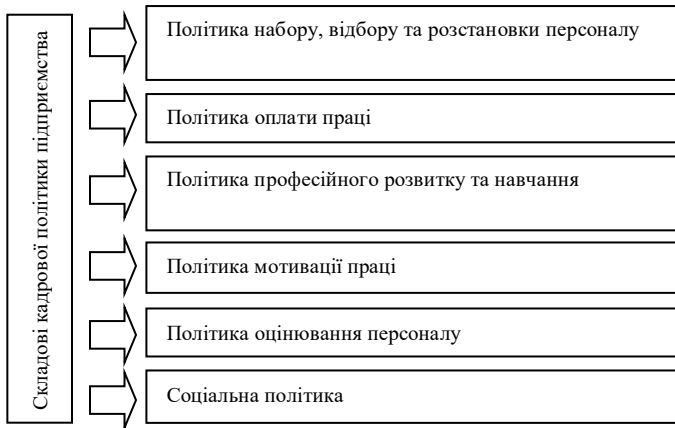 Складові кадрової політики підприємства
Політика набору, відбору та розстановки персоналу
Політика оплати праці
Політика професійного розвитку та навчання
Політика мотивації праці
Політика оцінювання персоналу
Соціальна політика